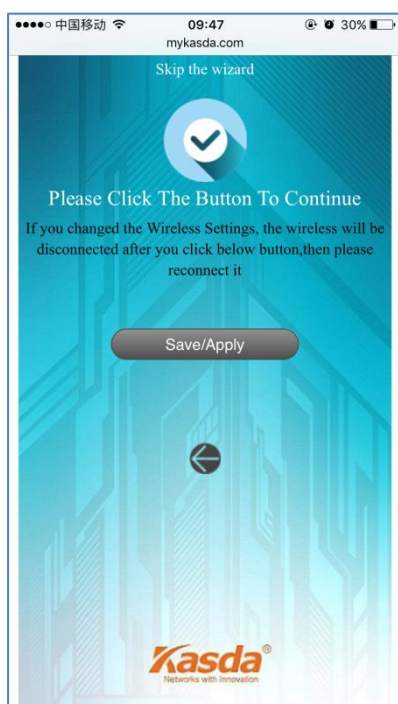 中国移动 09:47 30%
mykasda.com
Skip the wizard
Please Click The Button To Continue
If you changed the Wireless Settings, the wireless will be
disconnected after you click below button,then please
reconnect it
Save/Apply
Kasda®
Networks with Innovation